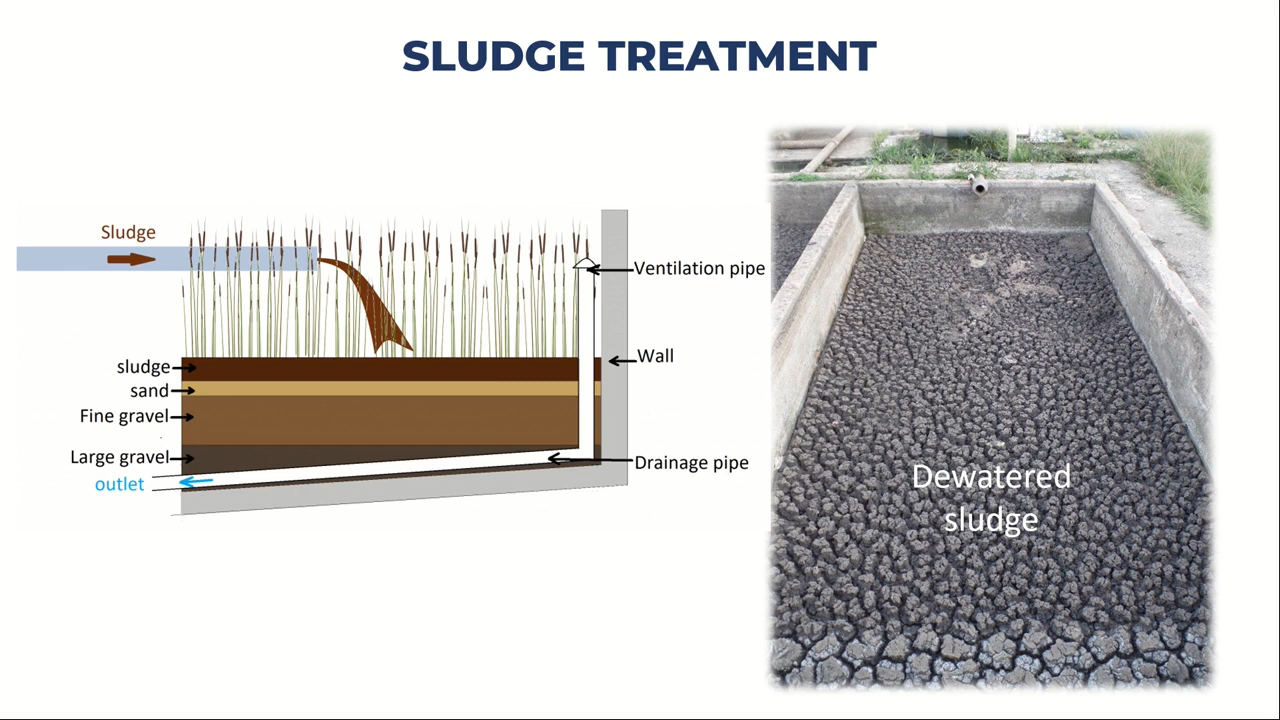 SLUDGE TREATMENT
Sludge
Ventilation pipe
Wall
sludge
sand
Fine gravel
Large gravel
Drainage pipe
outlet
Dewatered
sludge